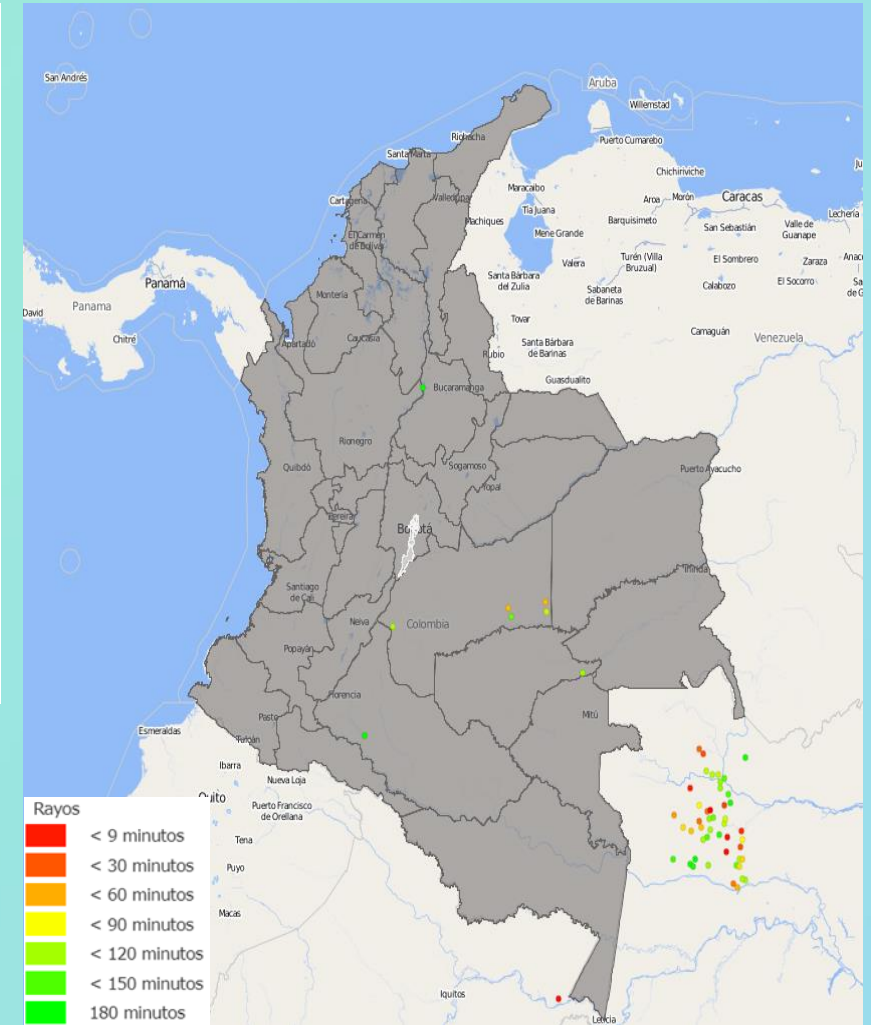 San Andrés
Aruba
Willemstad
Riohacha
Puerto Cumarebo
Santa Marta
Chichiriviche
Maracaibo
Cartagena
Valledupar
Aroa
Morón
Caracas
Tía Juana
Machiques
Barquisimeto
San Sebastián
Valle de
Guanape
Lechería
El Carmen
de Bolívar
Mene Grande
Valera
Turén (Villa
Bruzual)
El Sombrero
Zaraza
Panamá
Santa Bárbara
del Zulia
Sabaneta
de Barinas
Calabozo
El Socorro
Montería
Panama
David
Tovar
Camaguán
Venezuela
Chitré
Apartadó
Caucasia
Rubio
Santa Bárbara
de Barinas
Guasdualito
Bucaramanga
Rionegro
Quibdó
Sogamoso
Puerto Ayacucho
Yopal
Pereira
Bogotá
Inírida
Santiago
de Cali
Neiva
Colombia
Popayán
Florencia
Mitú
Pasto
Esmeraldas
Ibarra
Nueva Loja
Quito
Puerto Francisco
de Orellana
Tena
Puyo
Macas
Iquitos
Leticia
Rayos
< 9 minutos
< 30 minutos
< 60 minutos
< 90 minutos
< 120 minutos
< 150 minutos
180 minutos